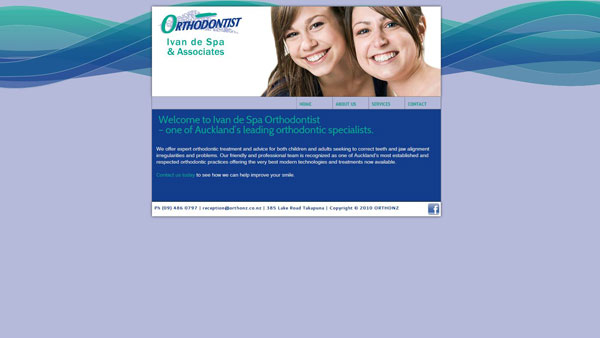 ORTHODONTIST
Ivan de Spa
& Associates
HOME
ABOUT US
SERVICES
CONTACT
Welcome to Ivan de Spa Orthodontist
– one of Auckland's leading orthodontic specialists.
We offer expert orthodontic treatment and advice for both children and adults seeking to correct teeth and jaw alignment
irregularities and problems. Our friendly and professional team is recognised as one of Auckland's most established and
respected orthodontic practices offering the very best modern technologies and treatments now available.
Contact us today to see how we can help improve your smile.
Ph (09) 486 0797 | reception@orthonz.co.nz | 385 Lake Road Takapuna | Copyright © 2010 ORTHONZ
f